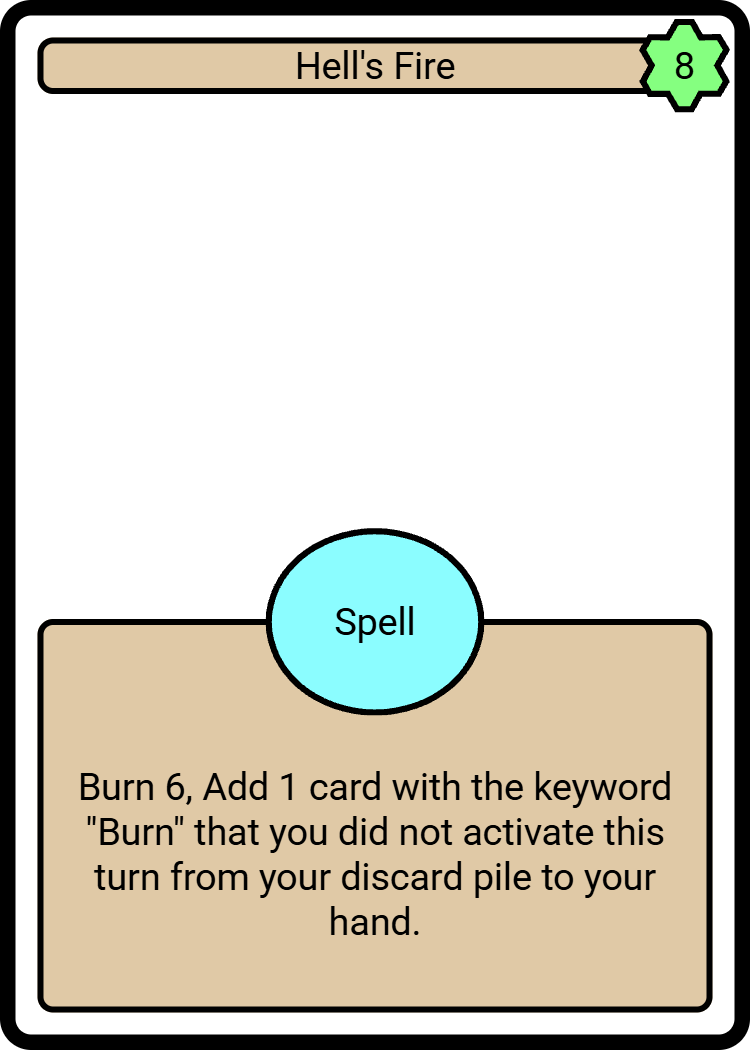 Hell's Fire
8
Spell
Burn 6, Add 1 card with the keyword
"Burn" that you did not activate this
turn from your discard pile to your
hand.